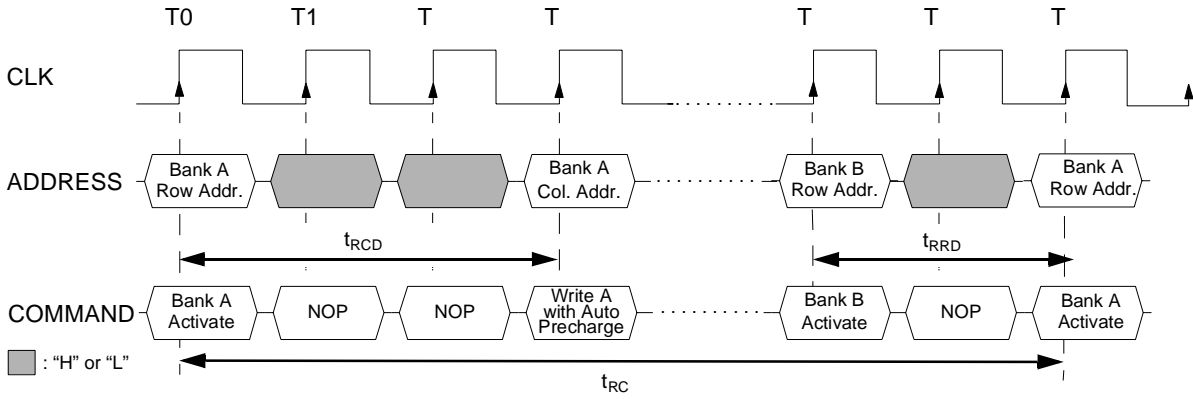 T0 T1 T T T T T
CLK
ADDRESS
Bank A
Row Addr.
Bank A
Col. Addr.
Bank B
Row Addr.
Bank A
Row Addr.
tRCD
tRRD
COMMAND
Bank A
Activate
NOP
NOP
Write A
with Auto
Precharge
Bank B
Activate
NOP
Bank A
Activate
: “H” or “L”
tRC